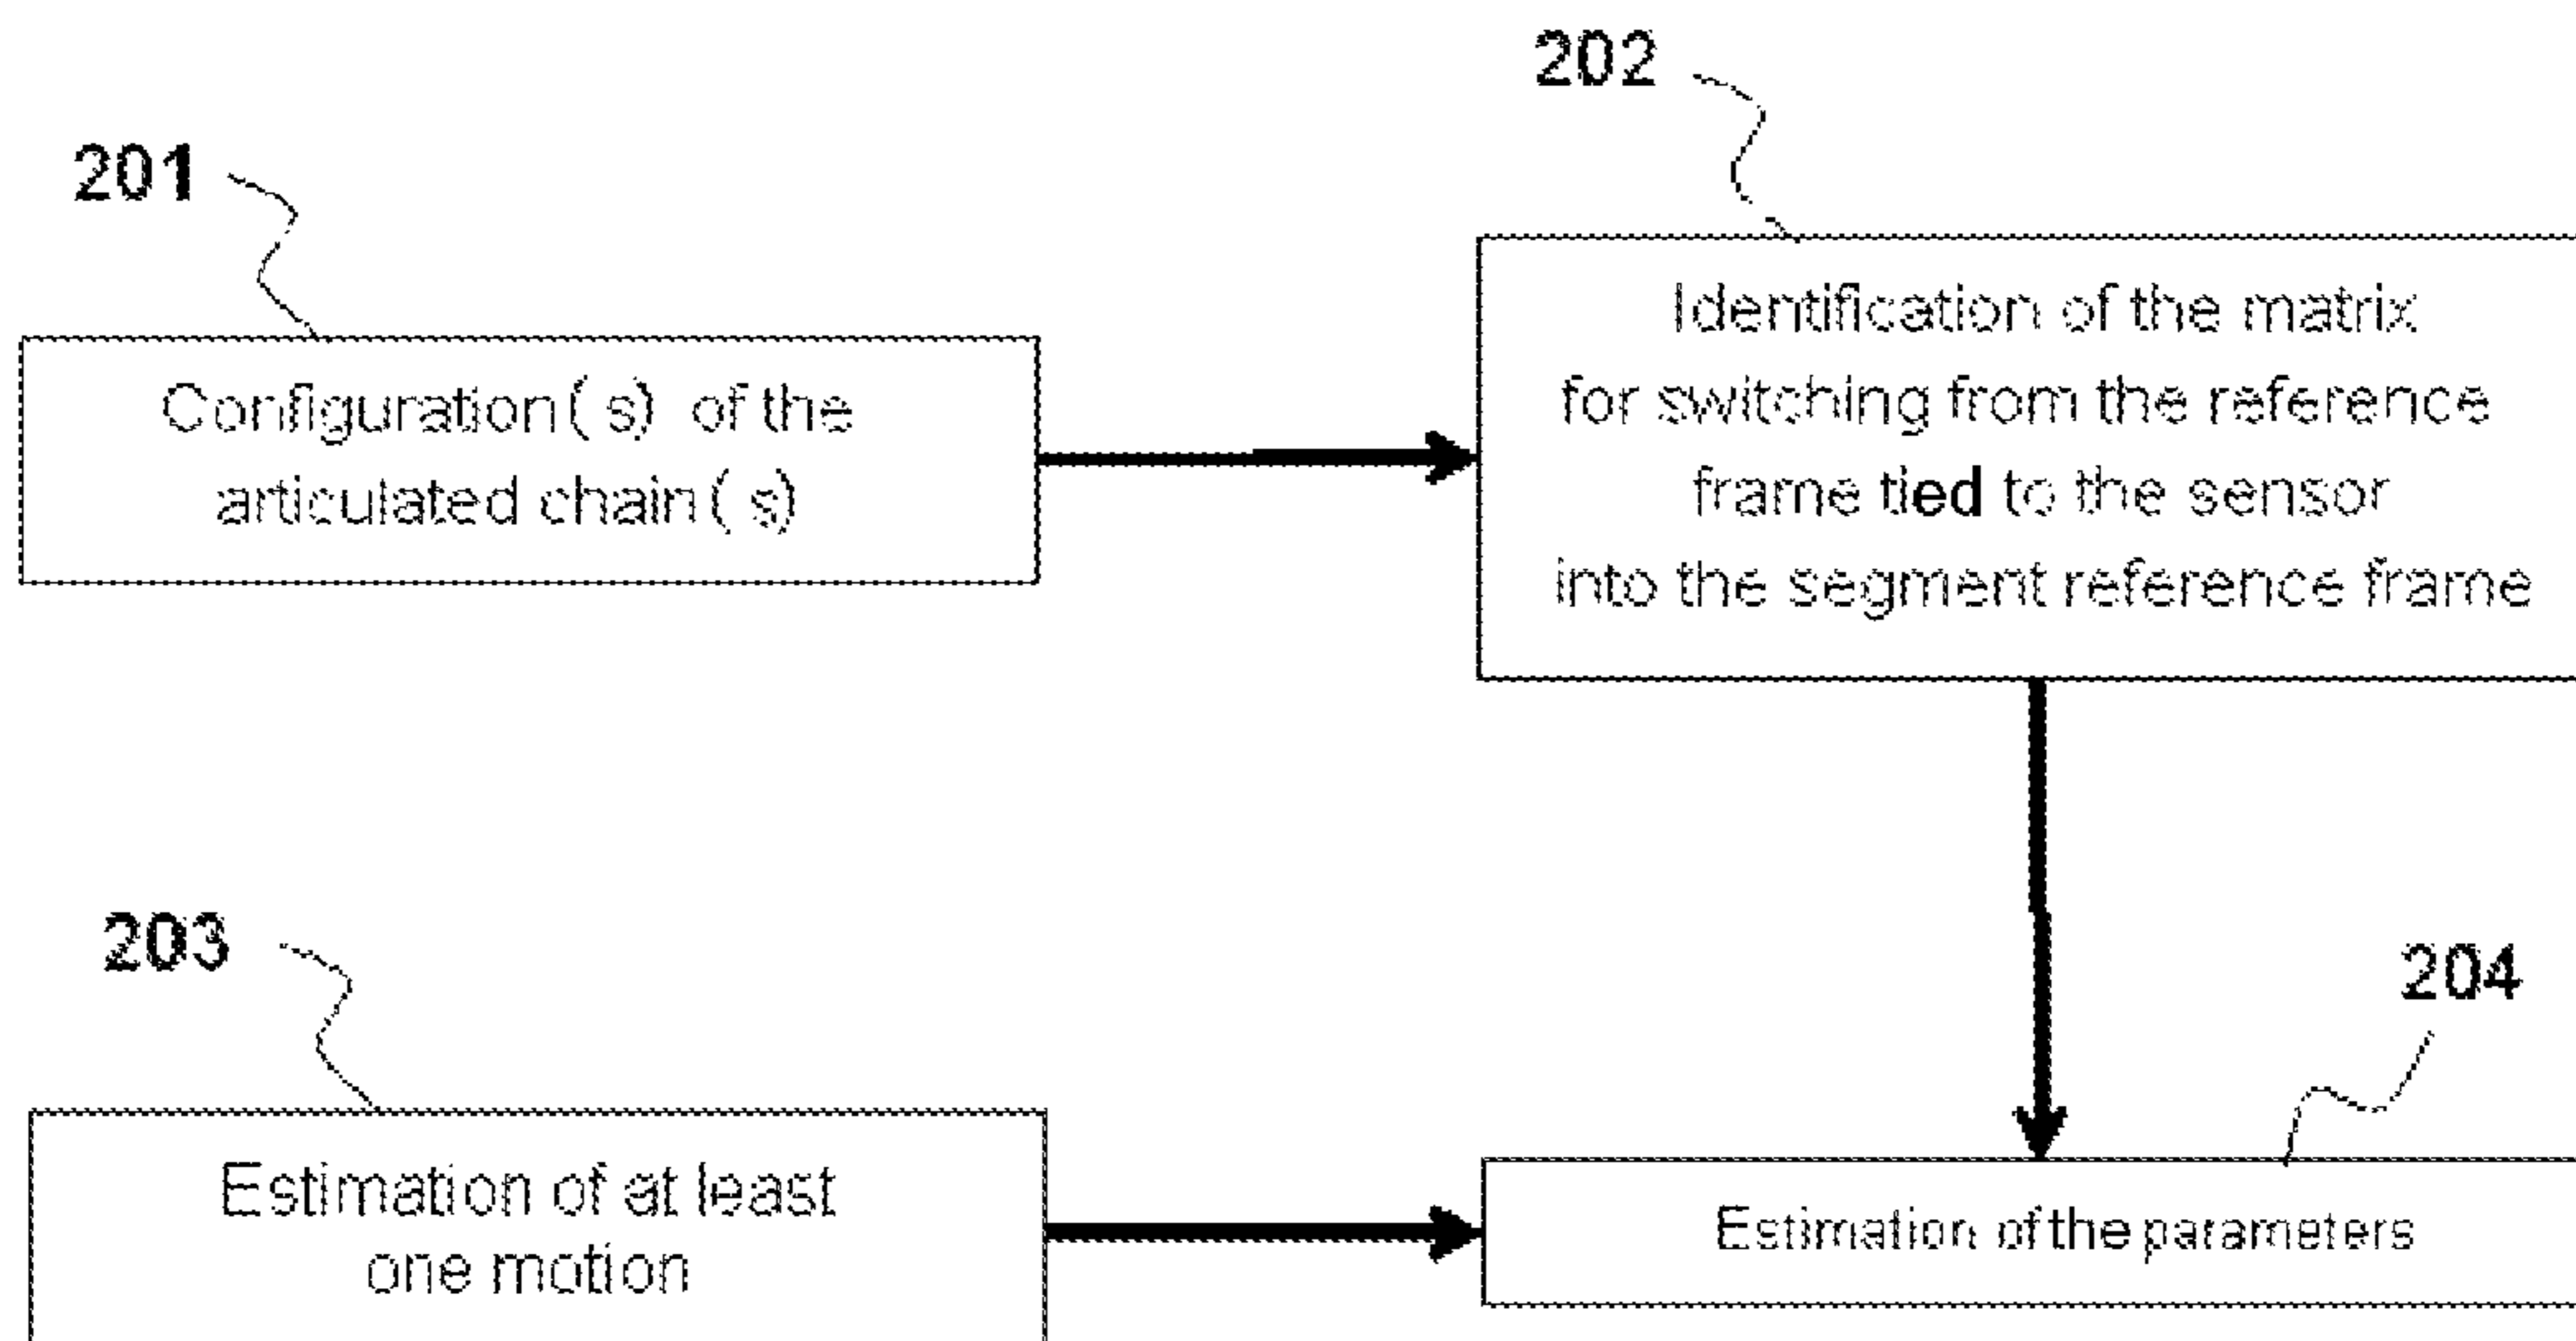 202
201
Identification of the matrix
for switching from the reference
frame tied to the sensor
into the segment reference frame
Configuration( s) of the
articulated chain( s)
203
204
Estimation of at least
one motion
Estimation of the parameters